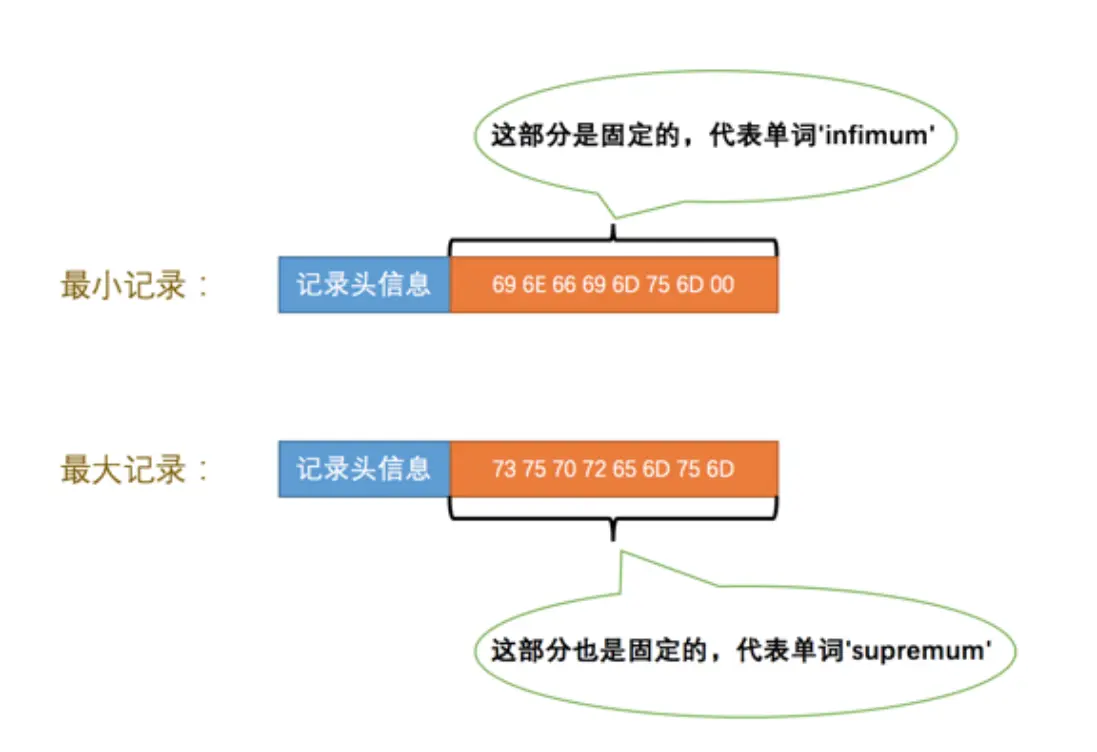 这部分是固定的，代表单词'infimum'
最小记录：
记录头信息
69 6E 66 69 6D 75 6D 00
最大记录：
记录头信息
73 75 70 72 65 6D 75 6D
这部分也是固定的，代表单词'supremum'